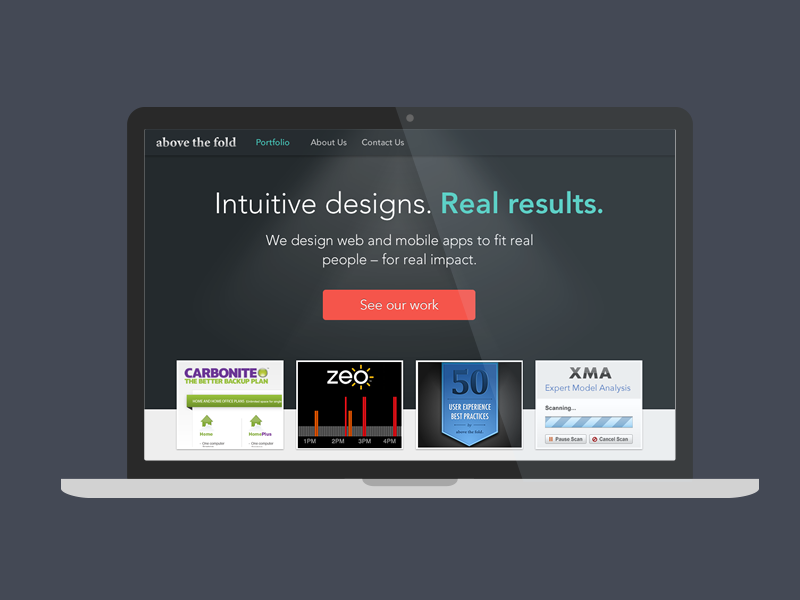 above the fold Portfolio About Us Contact Us
Intuitive designs. Real results.
We design web and mobile apps to fit real
people – for real impact.
See our work
CARBONITE
THE BETTER BACKUP PLAN
HOME AND HOME OFFICE PLANS
Home HomePlus
- One computer - One computer
zeo
1PM 2PM 3PM 4PM
50
USER EXPERIENCE
BEST PRACTICES
by
above the fold.
XMA
Expert Model Analysis
Scanning...
Pause Scan Cancel Scan